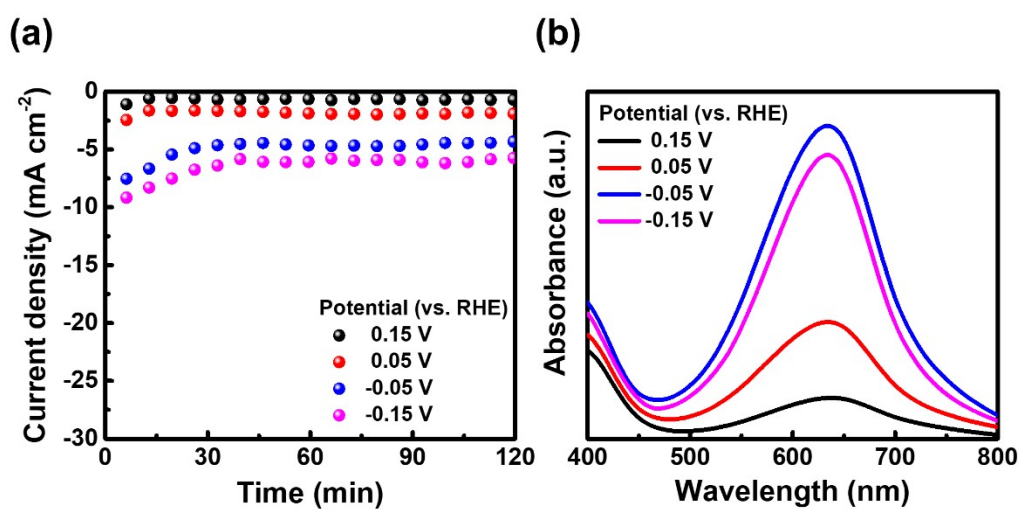 (a)
Current density (mA cm⁻²)
0
-5
-10
-15
-20
-25
-30
Potential (vs. RHE)
0.15 V
0.05 V
-0.05 V
-0.15 V
0 30 60 90 120
Time (min)
(b)
Absorbance (a.u.)
Potential (vs. RHE)
0.15 V
0.05 V
-0.05 V
-0.15 V
400 500 600 700 800
Wavelength (nm)